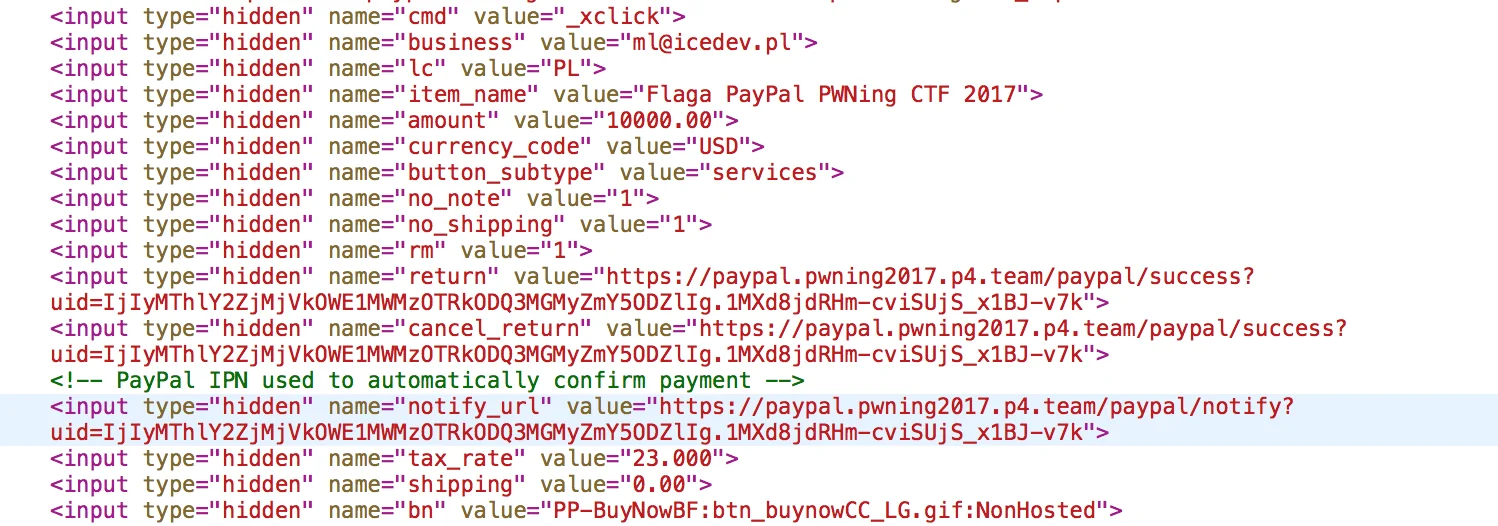 <input type="hidden" name="cmd" value="_xclick">
<input type="hidden" name="business" value="ml@icedev.pl">
<input type="hidden" name="lc" value="PL">
<input type="hidden" name="item_name" value="Flaga PayPal PWNing CTF 2017">
<input type="hidden" name="amount" value="10000.00">
<input type="hidden" name="currency_code" value="USD">
<input type="hidden" name="button_subtype" value="services">
<input type="hidden" name="no_note" value="1">
<input type="hidden" name="no_shipping" value="1">
<input type="hidden" name="rm" value="1">
<input type="hidden" name="return" value="https://paypal.pwning2017.p4.team/paypal/success?
uid=IjIyMThlY2ZjMjVkOWE1MWMzOTRkODQ3MGMyZmY5ODZlIg.1MXd8jdRHm-cviSUjS_x1BJ-v7k">
<input type="hidden" name="cancel_return" value="https://paypal.pwning2017.p4.team/paypal/success?
uid=IjIyMThlY2ZjMjVkOWE1MWMzOTRkODQ3MGMyZmY5ODZlIg.1MXd8jdRHm-cviSUjS_x1BJ-v7k">
<!-- PayPal IPN used to automatically confirm payment -->
<input type="hidden" name="notify_url" value="https://paypal.pwning2017.p4.team/paypal/notify?
uid=IjIyMThlY2ZjMjVkOWE1MWMzOTRkODQ3MGMyZmY5ODZlIg.1MXd8jdRHm-cviSUjS_x1BJ-v7k">
<input type="hidden" name="tax_rate" value="23.000">
<input type="hidden" name="shipping" value="0.00">
<input type="hidden" name="bn" value="PP-BuyNowBF:btn_buynowCC_LG.gif:NonHosted">